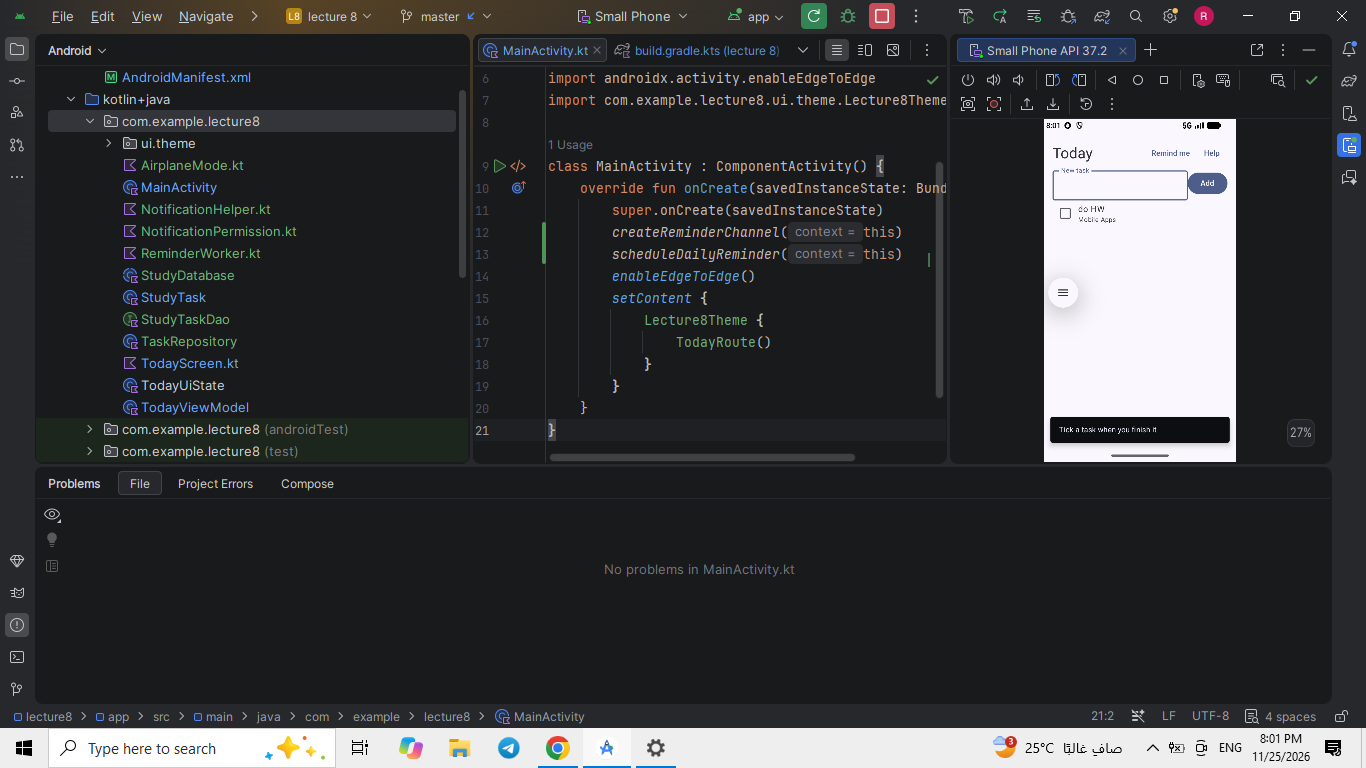 File Edit View Navigate L8 lecture 8 master Small Phone app R
Android
AndroidManifest.xml
kotlin+java
com.example.lecture8
ui.theme
AirplaneMode.kt
MainActivity
NotificationHelper.kt
NotificationPermission.kt
ReminderWorker.kt
StudyDatabase
StudyTask
StudyTaskDao
TaskRepository
TodayScreen.kt
TodayUiState
TodayViewModel
com.example.lecture8 (androidTest)
com.example.lecture8 (test)
MainActivity.kt build.gradle.kts (lecture 8)
6 import androidx.activity.enableEdgeToEdge
7 import com.example.lecture8.ui.theme.Lecture8Theme
8
1 Usage
9 class MainActivity : ComponentActivity() {
10 override fun onCreate(savedInstanceState: Bund
11 super.onCreate(savedInstanceState)
12 createReminderChannel( context = this)
13 scheduleDailyReminder( context = this)
14 enableEdgeToEdge()
15 setContent {
16 Lecture8Theme {
17 TodayRoute()
18 }
19 }
20 }
21 }
Small Phone API 37.2
8:01 5G
Today Remind me Help
New task
Add
do HW
Mobile Apps
Tick a task when you finish it
27%
Problems File Project Errors Compose
No problems in MainActivity.kt
lecture8 app src main java com example lecture8 MainActivity 21:2 LF UTF-8 4 spaces
Type here to search 3 25°C صافٍ غالبًا ENG 8:01 PM
11/25/2026